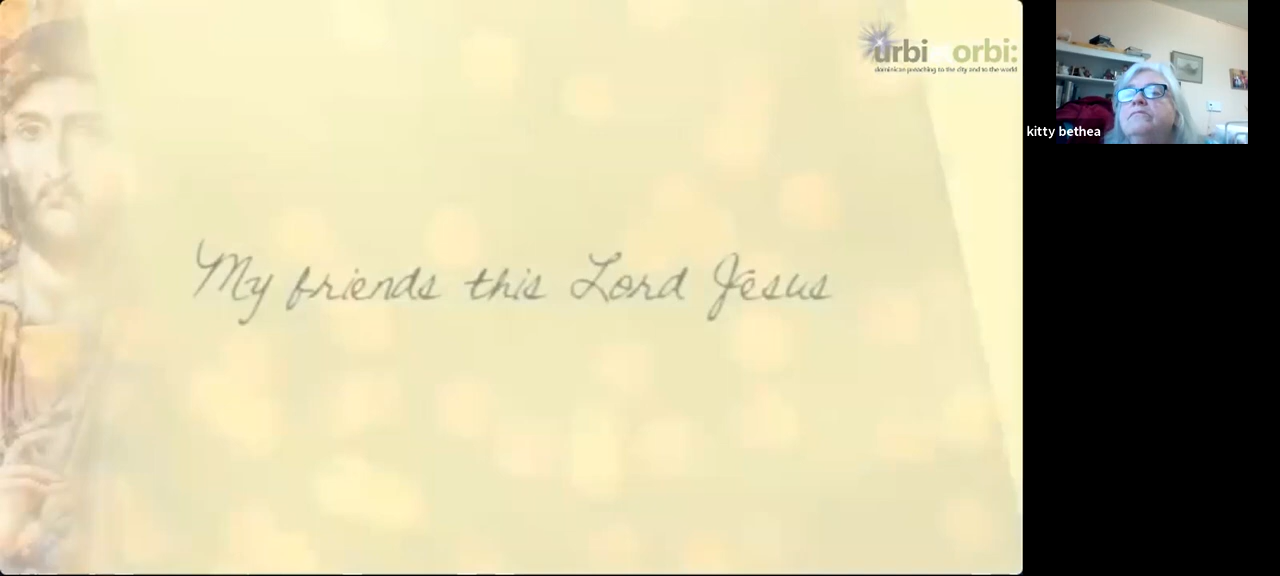 urbi orbi:
dominican preaching to the city and to the world
My friends this Lord Jesus
kitty bethea